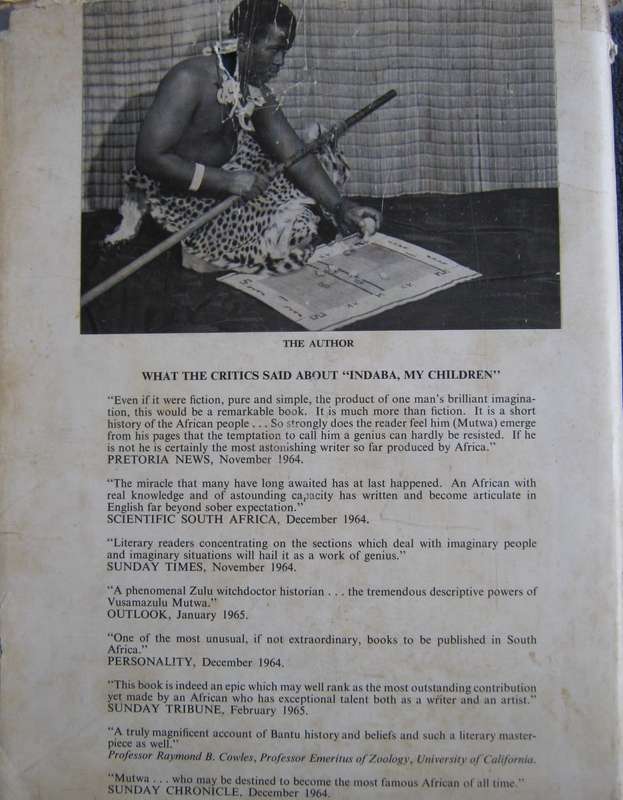 THE AUTHOR
WHAT THE CRITICS SAID ABOUT “INDABA, MY CHILDREN”
“Even if it were fiction, pure and simple, the product of one man's brilliant imagina-
tion, this would be a remarkable book. It is much more than fiction. It is a short
history of the African people . . . So strongly does the reader feel him (Mutwa) emerge
from his pages that the temptation to call him a genius can hardly be resisted. If he
is not he is certainly the most astonishing writer so far produced by Africa.”
PRETORIA NEWS, November 1964.
“The miracle that many have long awaited has at last happened. An African with
real knowledge and of astounding capacity has written and become articulate in
English far beyond sober expectation.”
SCIENTIFIC SOUTH AFRICA, December 1964.
“Literary readers concentrating on the sections which deal with imaginary people
and imaginary situations will hail it as a work of genius.”
SUNDAY TIMES, November 1964.
“A phenomenal Zulu witchdoctor historian . . . the tremendous descriptive powers of
Vusamazulu Mutwa.”
OUTLOOK, January 1965.
“One of the most unusual, if not extraordinary, books to be published in South
Africa.”
PERSONALITY, December 1964.
“This book is indeed an epic which may well rank as the most outstanding contribution
yet made by an African who has exceptional talent both as a writer and an artist.”
SUNDAY TRIBUNE, February 1965.
“A truly magnificent account of Bantu history and beliefs and such a literary master-
piece as well.”
Professor Raymond B. Cowles, Professor Emeritus of Zoology, University of California.
“Mutwa . . . who may be destined to become the most famous African of all time.”
SUNDAY CHRONICLE, December 1964.